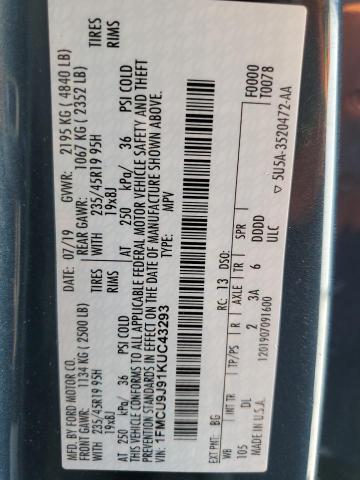 MFD. BY FORD MOTOR CO.
DATE: 07/19 GVWR: 2195 KG ( 4840 LB)
FRONT GAWR: 1134 KG ( 2500 LB) REAR GAWR: 1067 KG ( 2352 LB)
WITH 235/45R19 95H TIRES WITH 235/45R19 95H TIRES
19x8J RIMS 19x8J RIMS
AT 250 kPa/ 36 PSI COLD AT 250 kPa/ 36 PSI COLD
THIS VEHICLE CONFORMS TO ALL APPLICABLE FEDERAL MOTOR VEHICLE SAFETY AND THEFT
PREVENTION STANDARDS IN EFFECT ON THE DATE OF MANUFACTURE SHOWN ABOVE.
VIN: 1FMCU9J91KUC43293 TYPE: MPV
F0000
T0078
EXT PNT: BG RC: 13 DSO:
WB INT TR TP/PS R AXLE TR SPR
105 DL 2 3A 6 DDDD
MADE IN U.S.A. 1201907091600 ULC
▽ 5U5A-3520472-AA